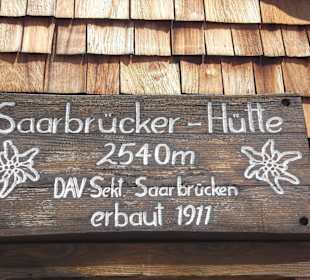 Saarbrücker-Hütte
2540m
DAV Sekt. Saarbrücken
erbaut 1911